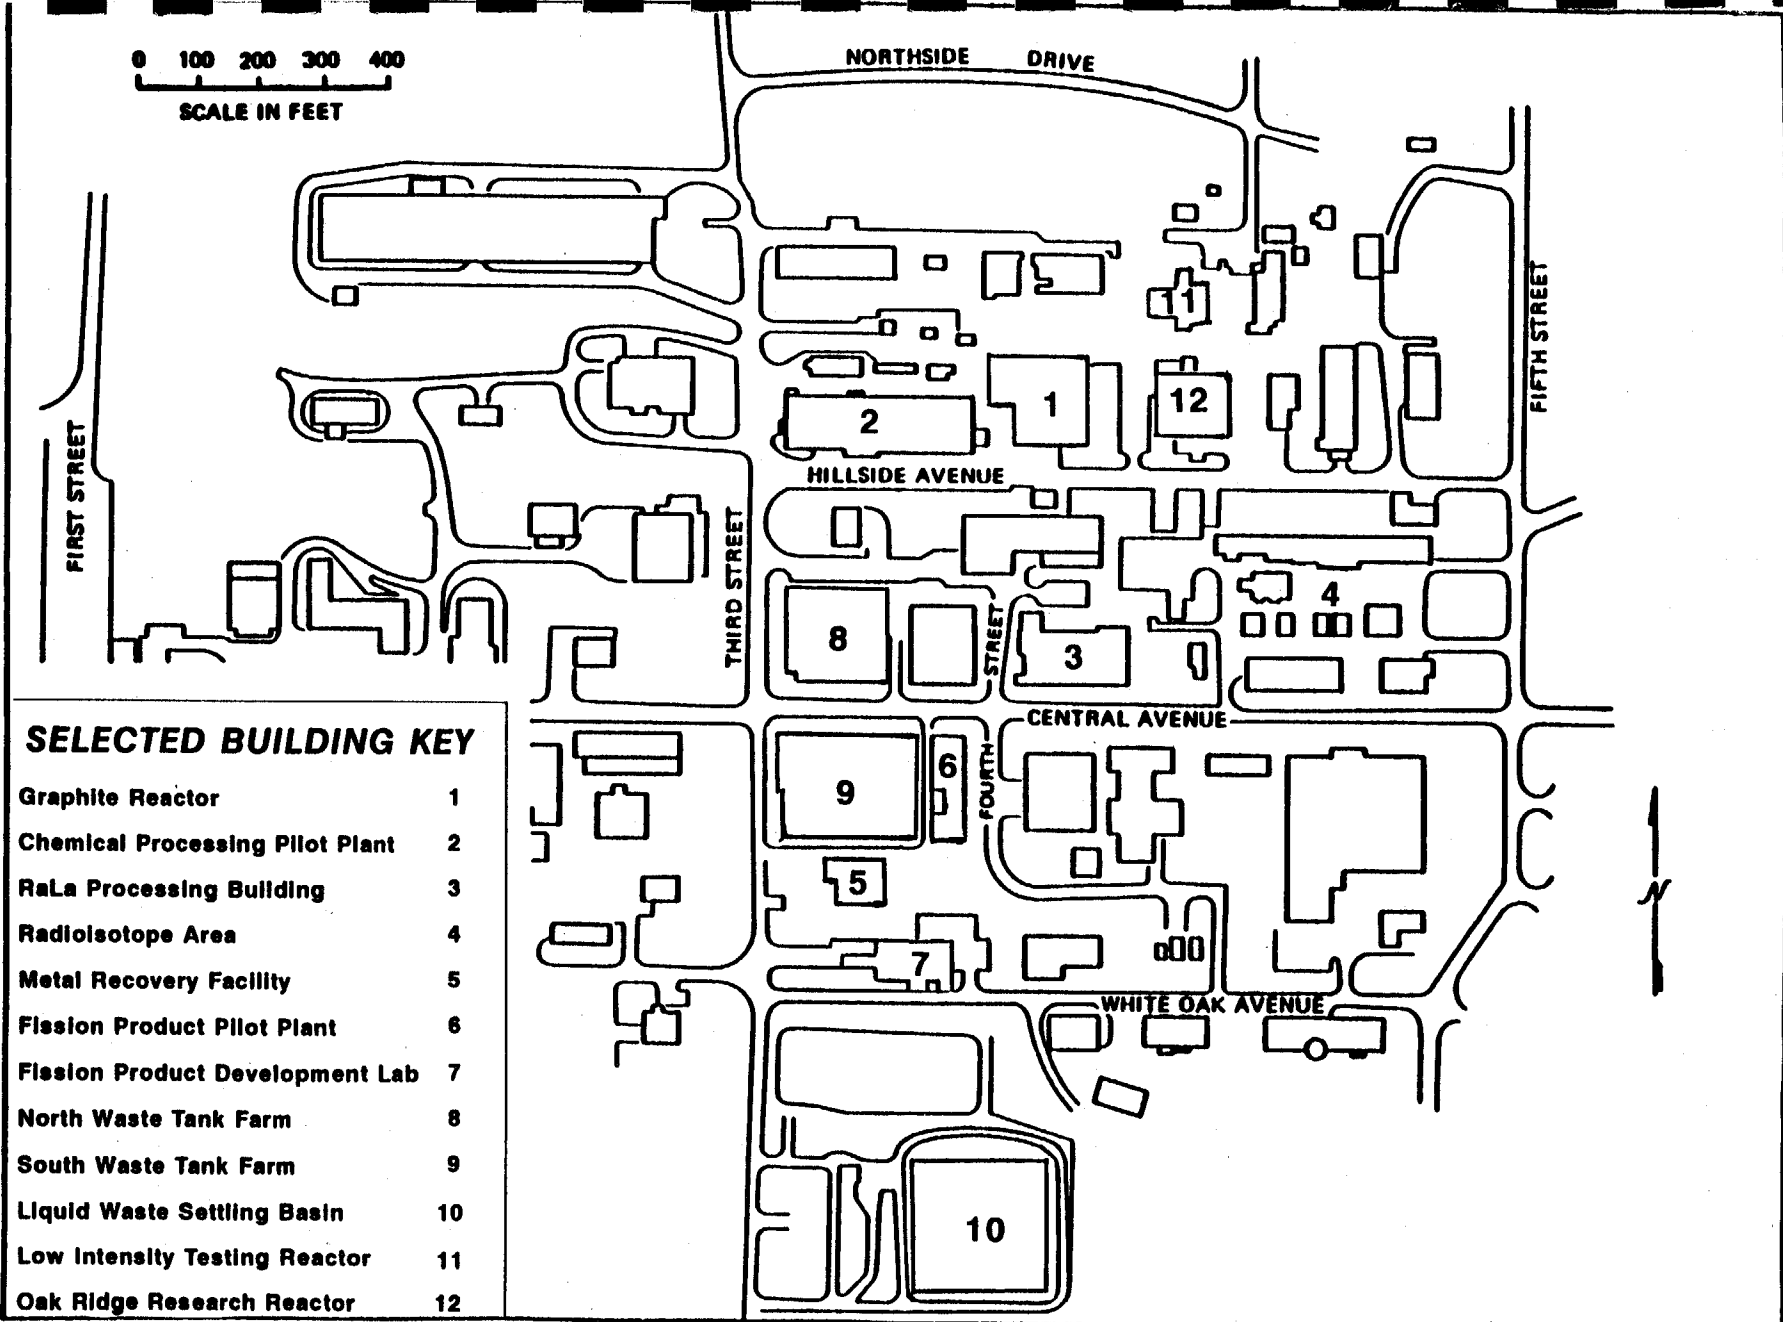 0 100 200 300 400
SCALE IN FEET
NORTHSIDE DRIVE
FIRST STREET
THIRD STREET
FIFTH STREET
HILLSIDE AVENUE
STREET
FOURTH
CENTRAL AVENUE
WHITE OAK AVENUE
11
1
12
2
4
8
3
6
9
5
7
10
N
SELECTED BUILDING KEY
Graphite Reactor 1
Chemical Processing Pilot Plant 2
RaLa Processing Building 3
Radioisotope Area 4
Metal Recovery Facility 5
Fission Product Pilot Plant 6
Fission Product Development Lab 7
North Waste Tank Farm 8
South Waste Tank Farm 9
Liquid Waste Settling Basin 10
Low Intensity Testing Reactor 11
Oak Ridge Research Reactor 12